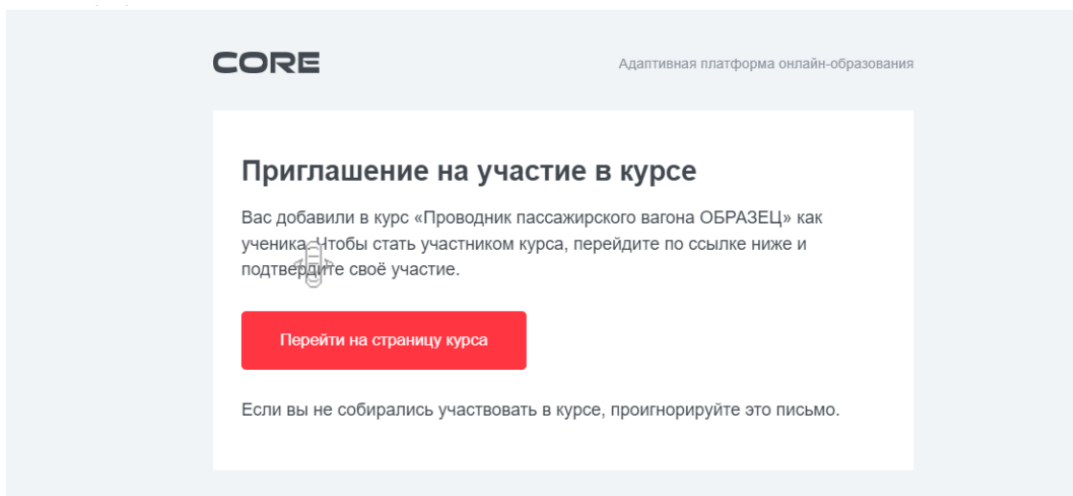 CORE
Адаптивная платформа онлайн-образования
Приглашение на участие в курсе
Вас добавили в курс «Проводник пассажирского вагона ОБРАЗЕЦ» как
ученика. Чтобы стать участником курса, перейдите по ссылке ниже и
подтвердите своё участие.
Перейти на страницу курса
Если вы не собирались участвовать в курсе, проигнорируйте это письмо.